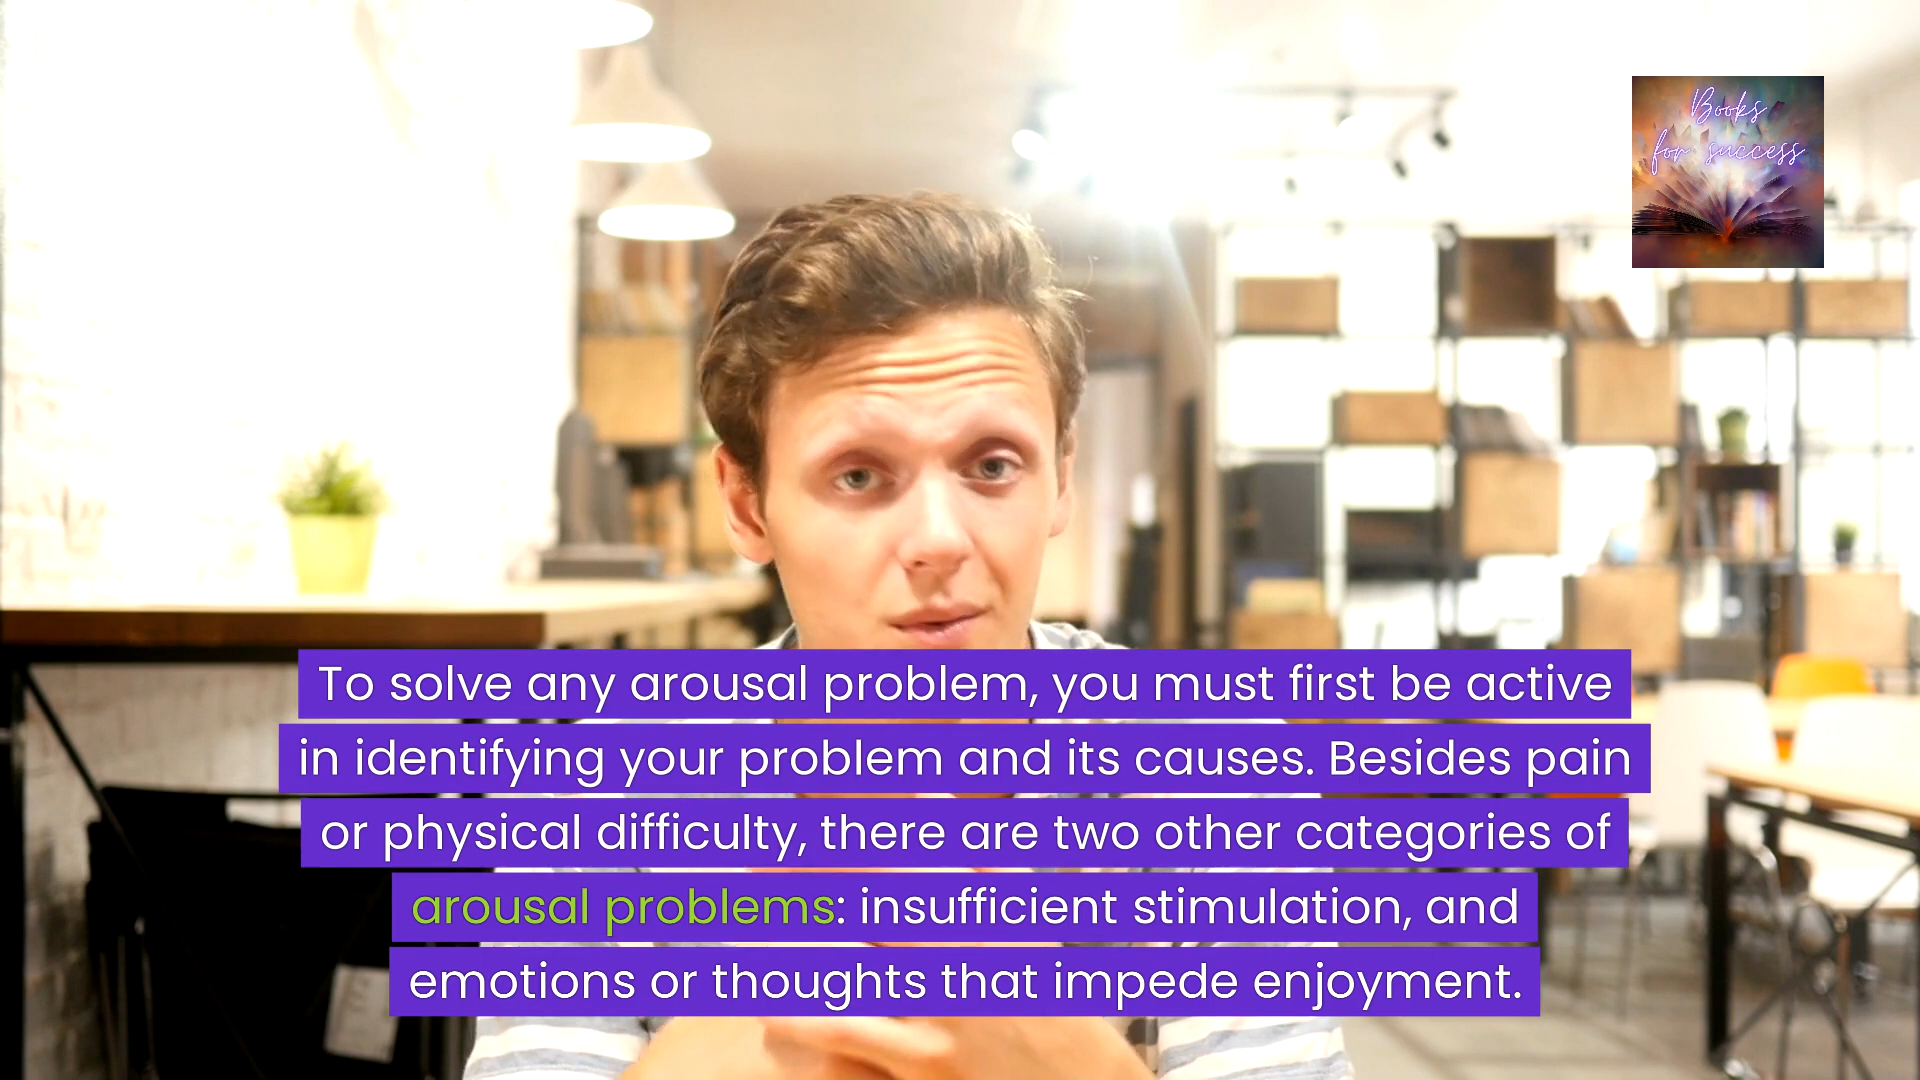 Books
for success
To solve any arousal problem, you must first be active
in identifying your problem and its causes. Besides pain
or physical difficulty, there are two other categories of
arousal problems: insufficient stimulation, and
emotions or thoughts that impede enjoyment.